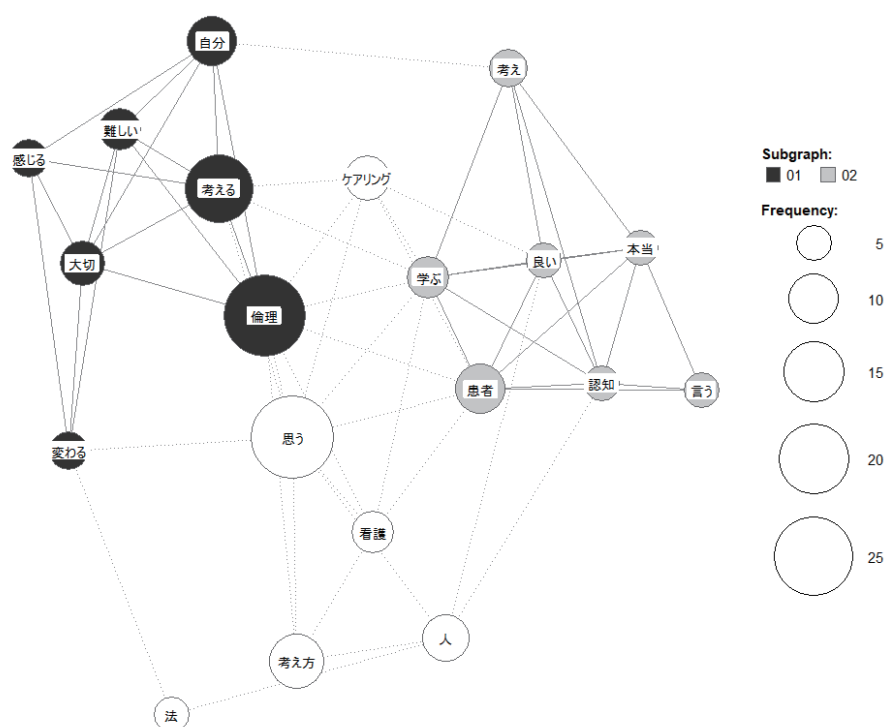 自分
考え
難しい
感じる
ケアリング
考える
本当
良い
大切
学ぶ
倫理
認知
患者
言う
思う
変わる
看護
人
考え方
法
Subgraph:
01 02
Frequency:
5
10
15
20
25